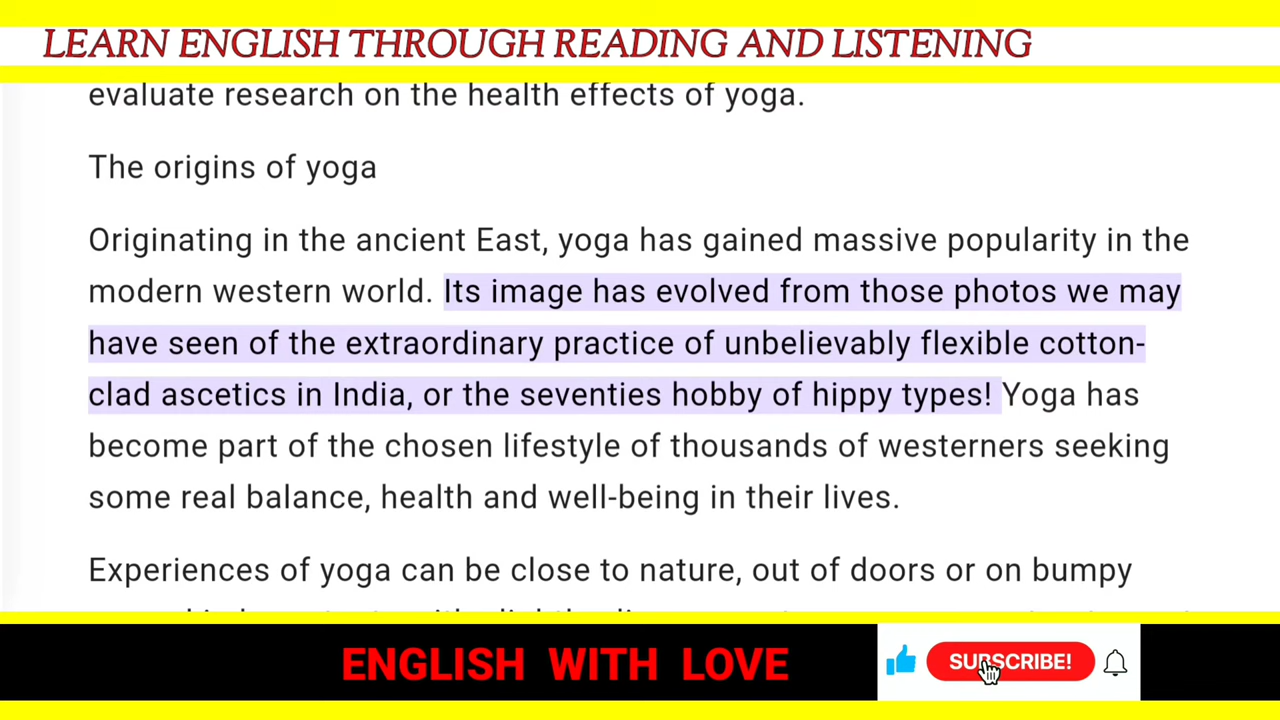 LEARN ENGLISH THROUGH READING AND LISTENING
evaluate research on the health effects of yoga.
The origins of yoga
Originating in the ancient East, yoga has gained massive popularity in the
modern western world. Its image has evolved from those photos we may
have seen of the extraordinary practice of unbelievably flexible cotton-
clad ascetics in India, or the seventies hobby of hippy types! Yoga has
become part of the chosen lifestyle of thousands of westerners seeking
some real balance, health and well-being in their lives.
Experiences of yoga can be close to nature, out of doors or on bumpy
ENGLISH WITH LOVE
SUBSCRIBE!